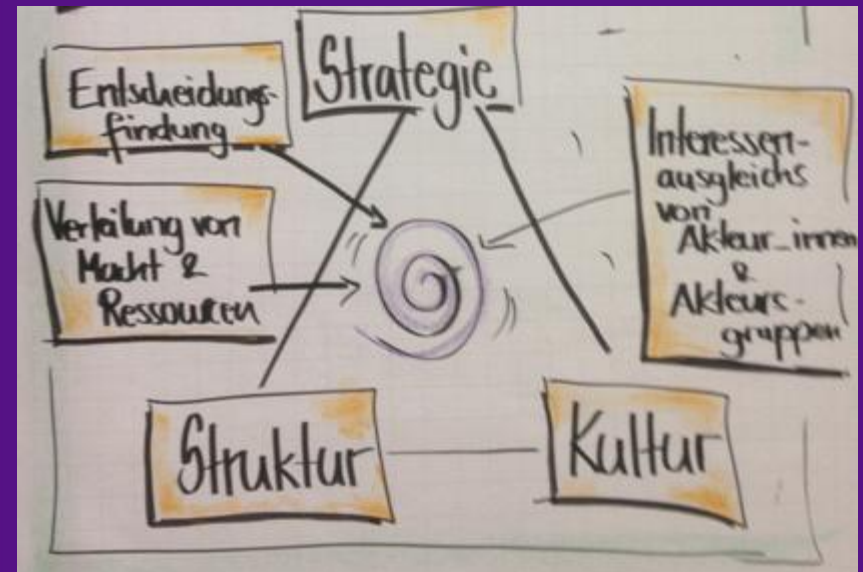 Strategie
Entscheidungs-
findung
Verteilung von
Macht &
Ressourcen
Interessen-
ausgleichs
von
Akteur_innen
&
Akteurs-
gruppen
Struktur
Kultur